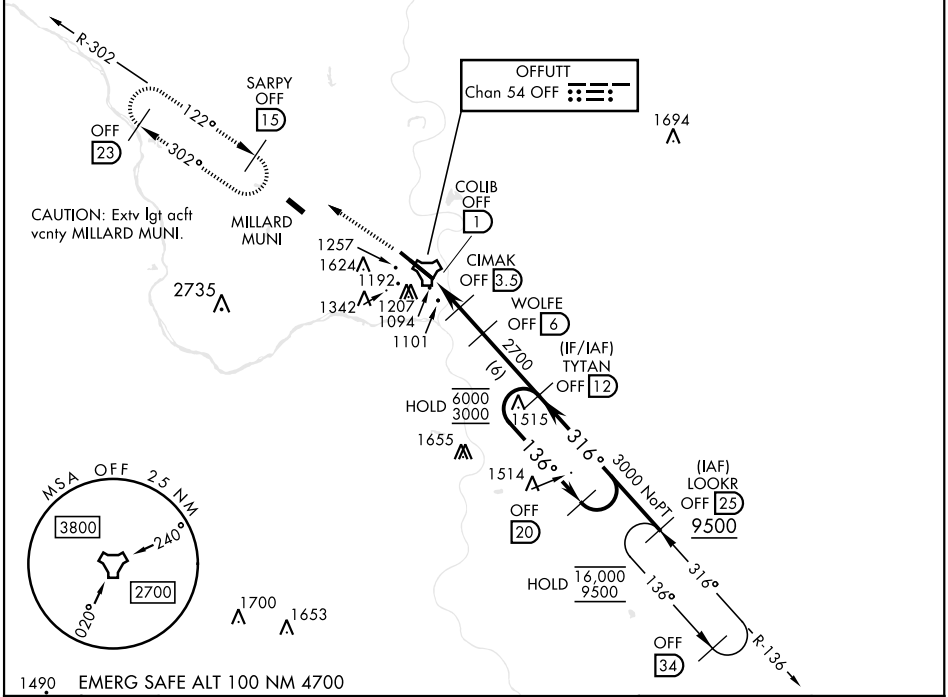 R-302
SARPY
OFF
15
122°
302°
OFF
23
OFFUTT
Chan 54 OFF
1694
CAUTION: Extv lgt acft
vcnty MILLARD MUNI.
MILLARD
MUNI
COLIB
OFF
1
1257
1624
1192
1342
1207
1094
1101
2735
CIMAK
OFF 3.5
WOLFE
OFF 6
2700
(6)
(IF/IAF)
TYTAN
OFF 12
HOLD 6000
3000
1515
1655
136°
316°
1514
3000 NoPT
(IAF)
LOOKR
OFF 25
9500
OFF
20
HOLD 16,000
9500
136°
316°
OFF
34
R-136
MSA OFF 25 NM
3800
240°
2700
020°
1700
1653
1490
EMERG SAFE ALT 100 NM 4700